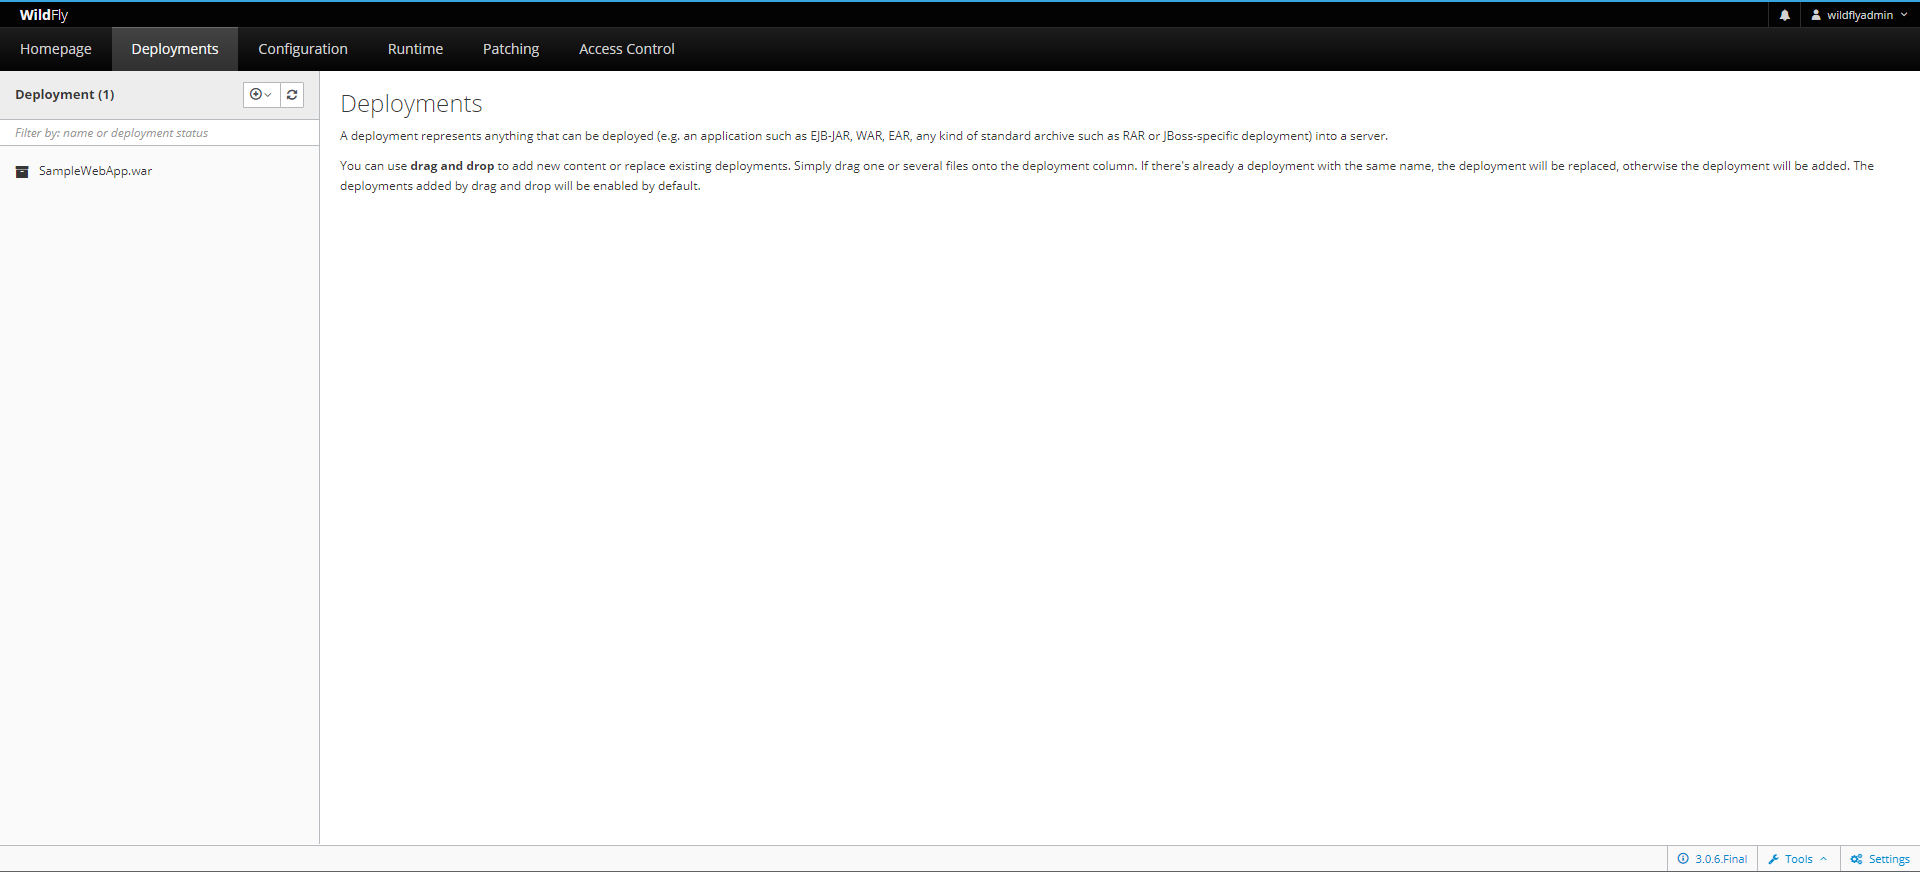 WildFly
wildflyadmin
Homepage Deployments Configuration Runtime Patching Access Control
Deployment (1)
Filter by: name or deployment status
SampleWebApp.war
Deployments
A deployment represents anything that can be deployed (e.g. an application such as EJB-JAR, WAR, EAR, any kind of standard archive such as RAR or JBoss-specific deployment) into a server.
You can use drag and drop to add new content or replace existing deployments. Simply drag one or several files onto the deployment column. If there's already a deployment with the same name, the deployment will be replaced, otherwise the deployment will be added. The
deployments added by drag and drop will be enabled by default.
3.0.6.Final Tools Settings